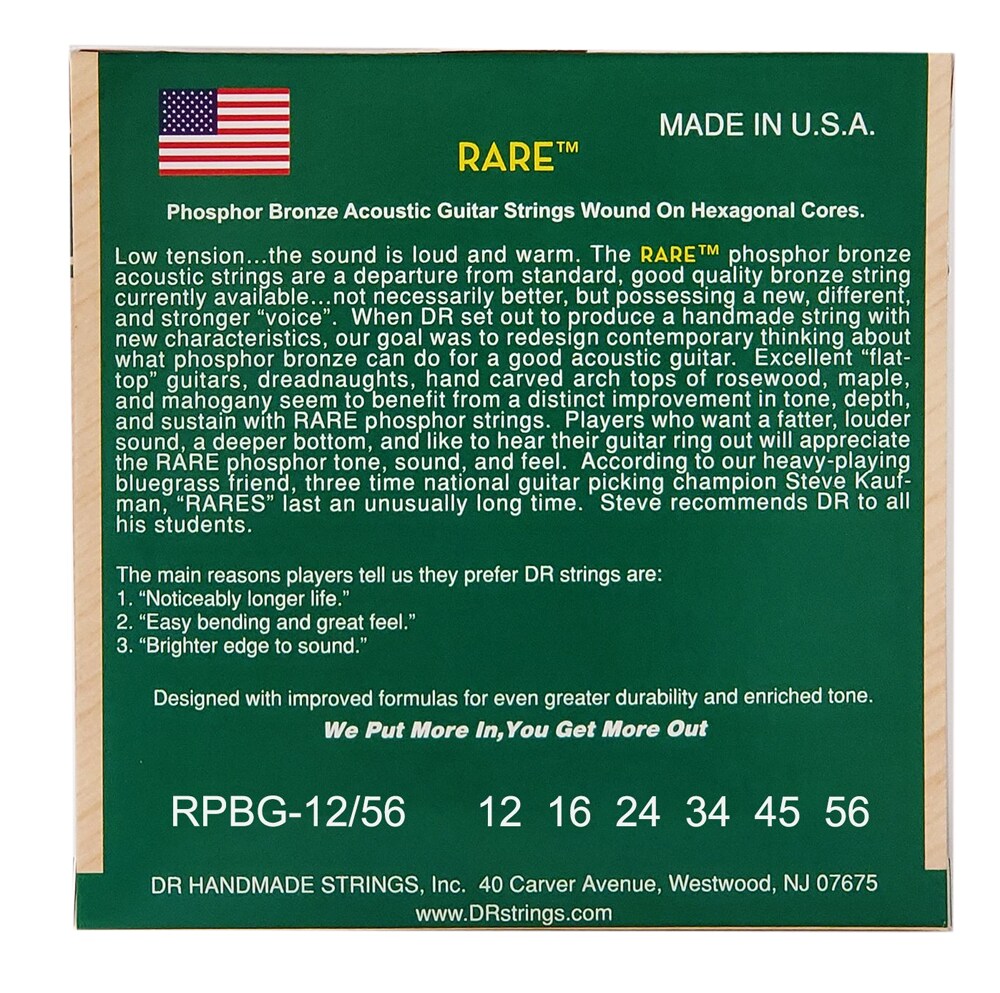 MADE IN U.S.A.
RARE™
Phosphor Bronze Acoustic Guitar Strings Wound On Hexagonal Cores.
Low tension...the sound is loud and warm. The RARE™ phosphor bronze
acoustic strings are a departure from standard, good quality bronze string
currently available...not necessarily better, but possessing a new, different,
and stronger “voice”. When DR set out to produce a handmade string with
new characteristics, our goal was to redesign contemporary thinking about
what phosphor bronze can do for a good acoustic guitar. Excellent “flat-
top” guitars, dreadnaughts, hand carved arch tops of rosewood, maple,
and mahogany seem to benefit from a distinct improvement in tone, depth,
and sustain with RARE phosphor strings. Players who want a fatter, louder
sound, a deeper bottom, and like to hear their guitar ring out will appreciate
the RARE phosphor tone, sound, and feel. According to our heavy-playing
bluegrass friend, three time national guitar picking champion Steve Kauf-
man, “RARES” last an unusually long time. Steve recommends DR to all
his students.
The main reasons players tell us they prefer DR strings are:
1. “Noticeably longer life.”
2. “Easy bending and great feel.”
3. “Brighter edge to sound.”
Designed with improved formulas for even greater durability and enriched tone.
We Put More In,You Get More Out
RPBG-12/56 12 16 24 34 45 56
DR HANDMADE STRINGS, Inc. 40 Carver Avenue, Westwood, NJ 07675
www.DRstrings.com